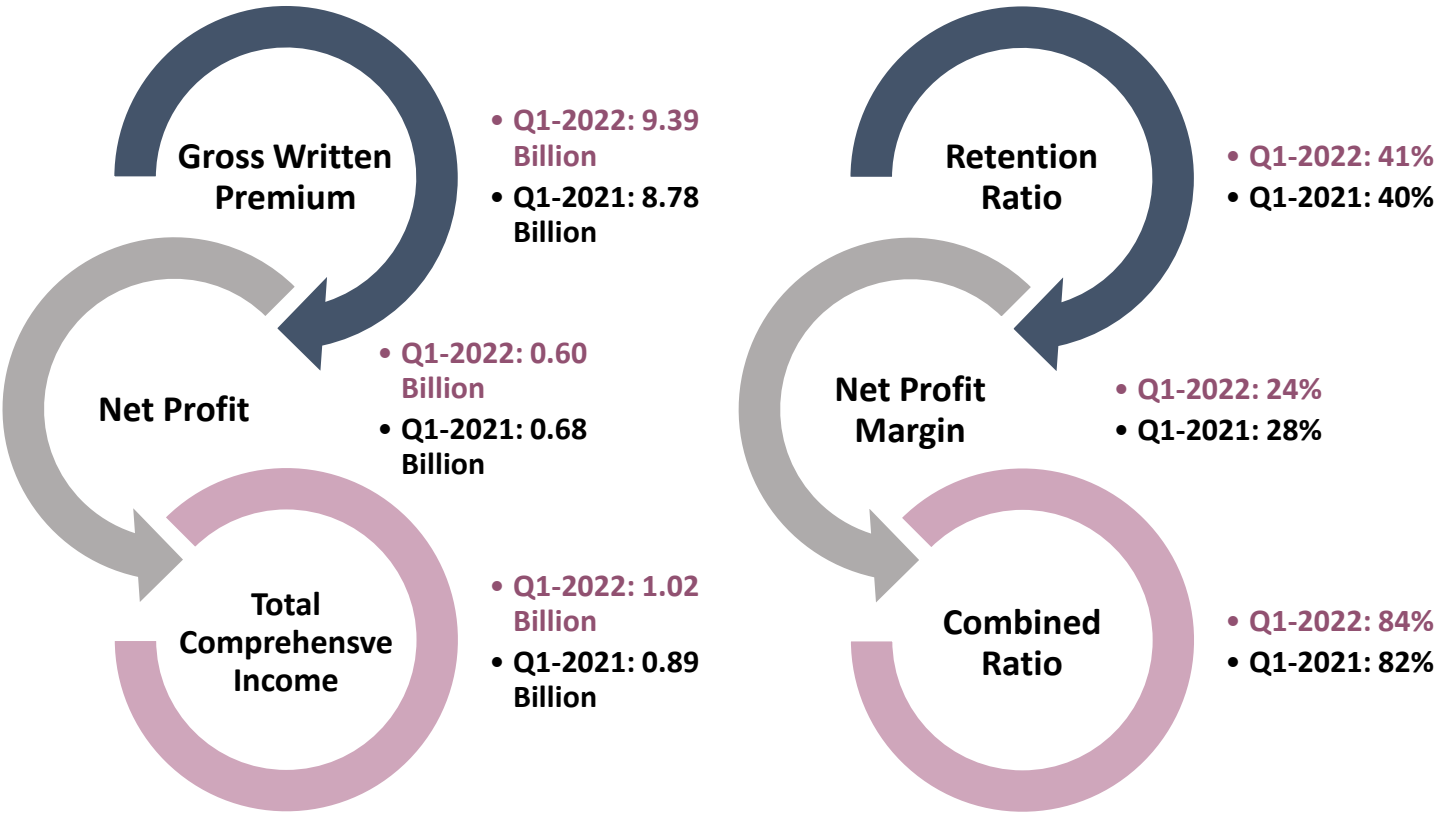 Gross Written
Premium
• Q1-2022: 9.39
Billion
• Q1-2021: 8.78
Billion
Net Profit
• Q1-2022: 0.60
Billion
• Q1-2021: 0.68
Billion
Total
Comprehensve
Income
• Q1-2022: 1.02
Billion
• Q1-2021: 0.89
Billion
Retention
Ratio
• Q1-2022: 41%
• Q1-2021: 40%
Net Profit
Margin
• Q1-2022: 24%
• Q1-2021: 28%
Combined
Ratio
• Q1-2022: 84%
• Q1-2021: 82%